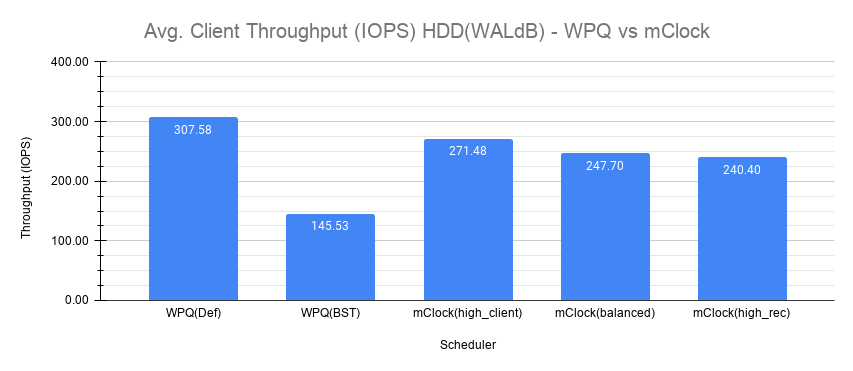 Avg. Client Throughput (IOPS) HDD(WALdB) - WPQ vs mClock
400.00
300.00
200.00
100.00
0.00
Throughput (IOPS)
307.58
145.53
271.48
247.70
240.40
WPQ(Def)
WPQ(BST)
mClock(high_client)
mClock(balanced)
mClock(high_rec)
Scheduler